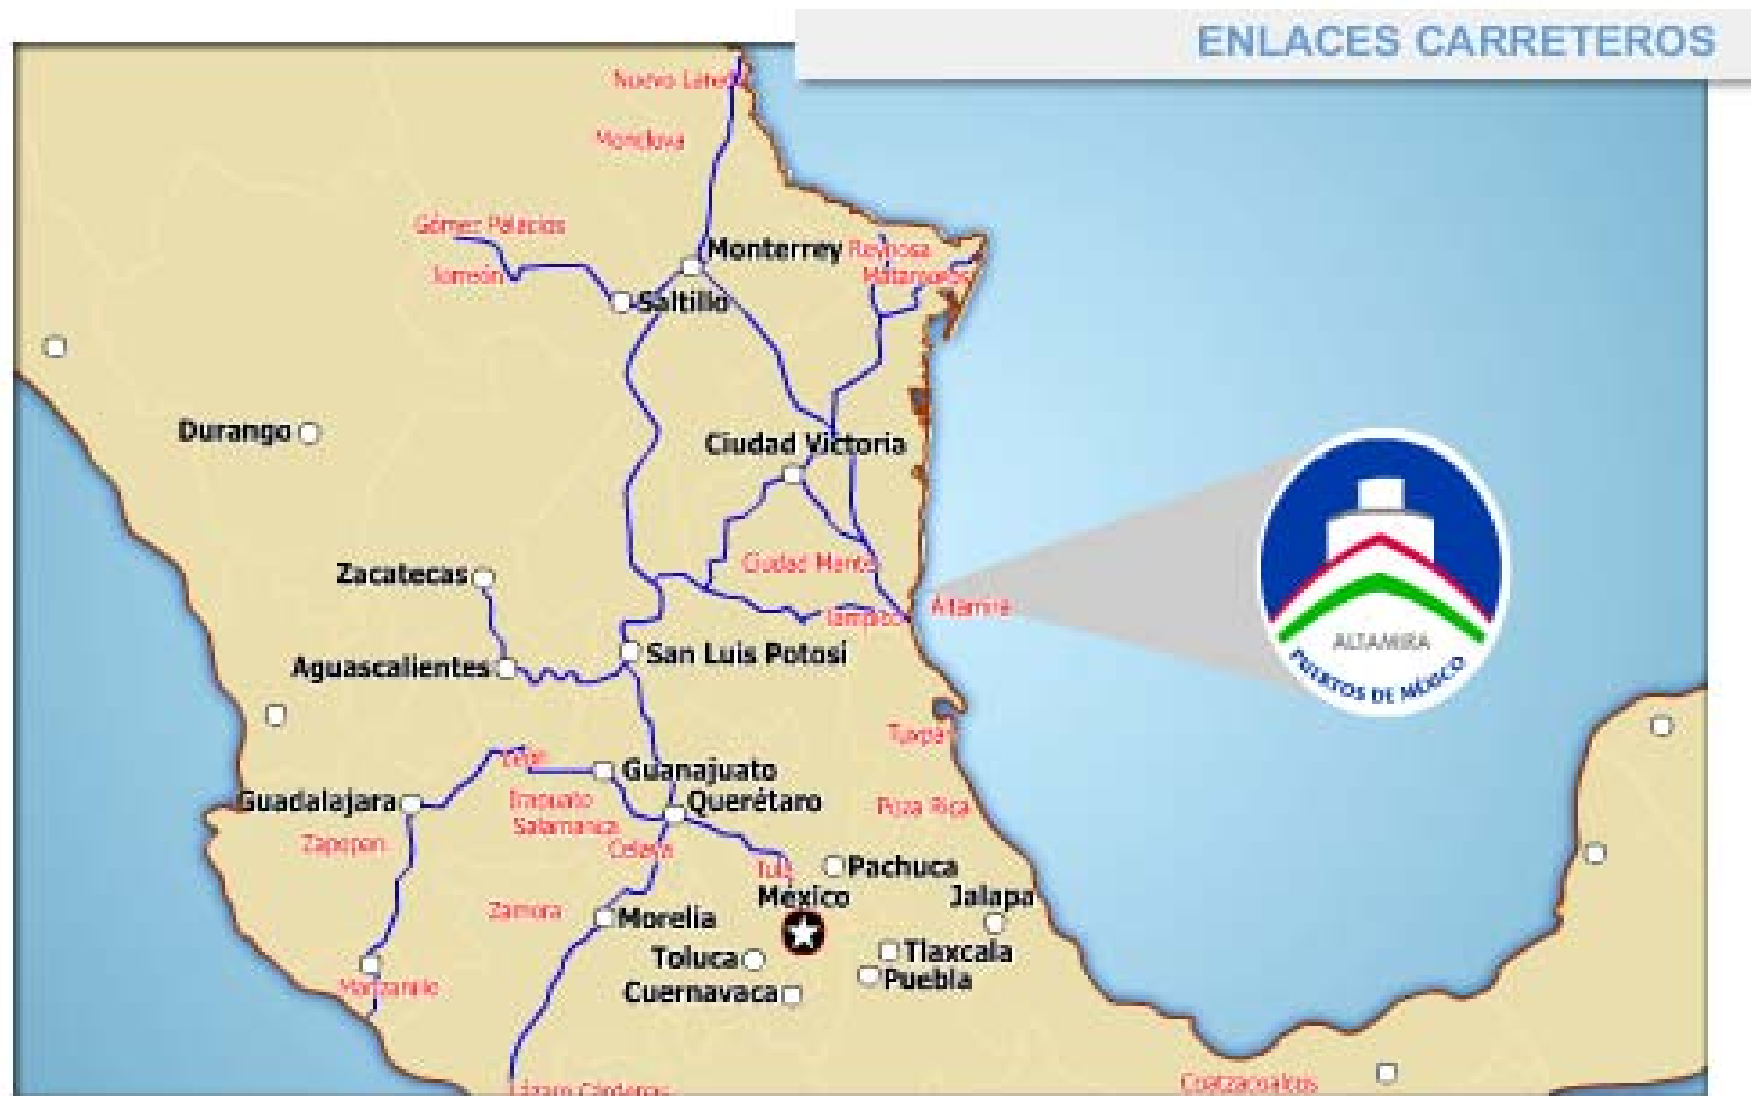 ENLACES CARRETEROS
Nuevo Laredo
Monclova
Gómez Palacios
Monterrey
Reynosa
Torreón
Matamoros
Saltillo
Durango
Ciudad Victoria
Ciudad Mante
Zacatecas
Altamira
Tampico
ALTAMIRA
PUERTOS DE MÉXICO
San Luis Potosi
Aguascalientes
Tuxpa
León
Guanajuato
Guadalajara
Irapuato
Querétaro
Poza Rica
Salamanca
Zapopan
Celaya
Tula
Pachuca
México
Jalapa
Zamora
Morelia
Toluca
Tlaxcala
Puebla
Manzanillo
Cuernavaca
Lázaro Cárdenas
Coatzacoalcos